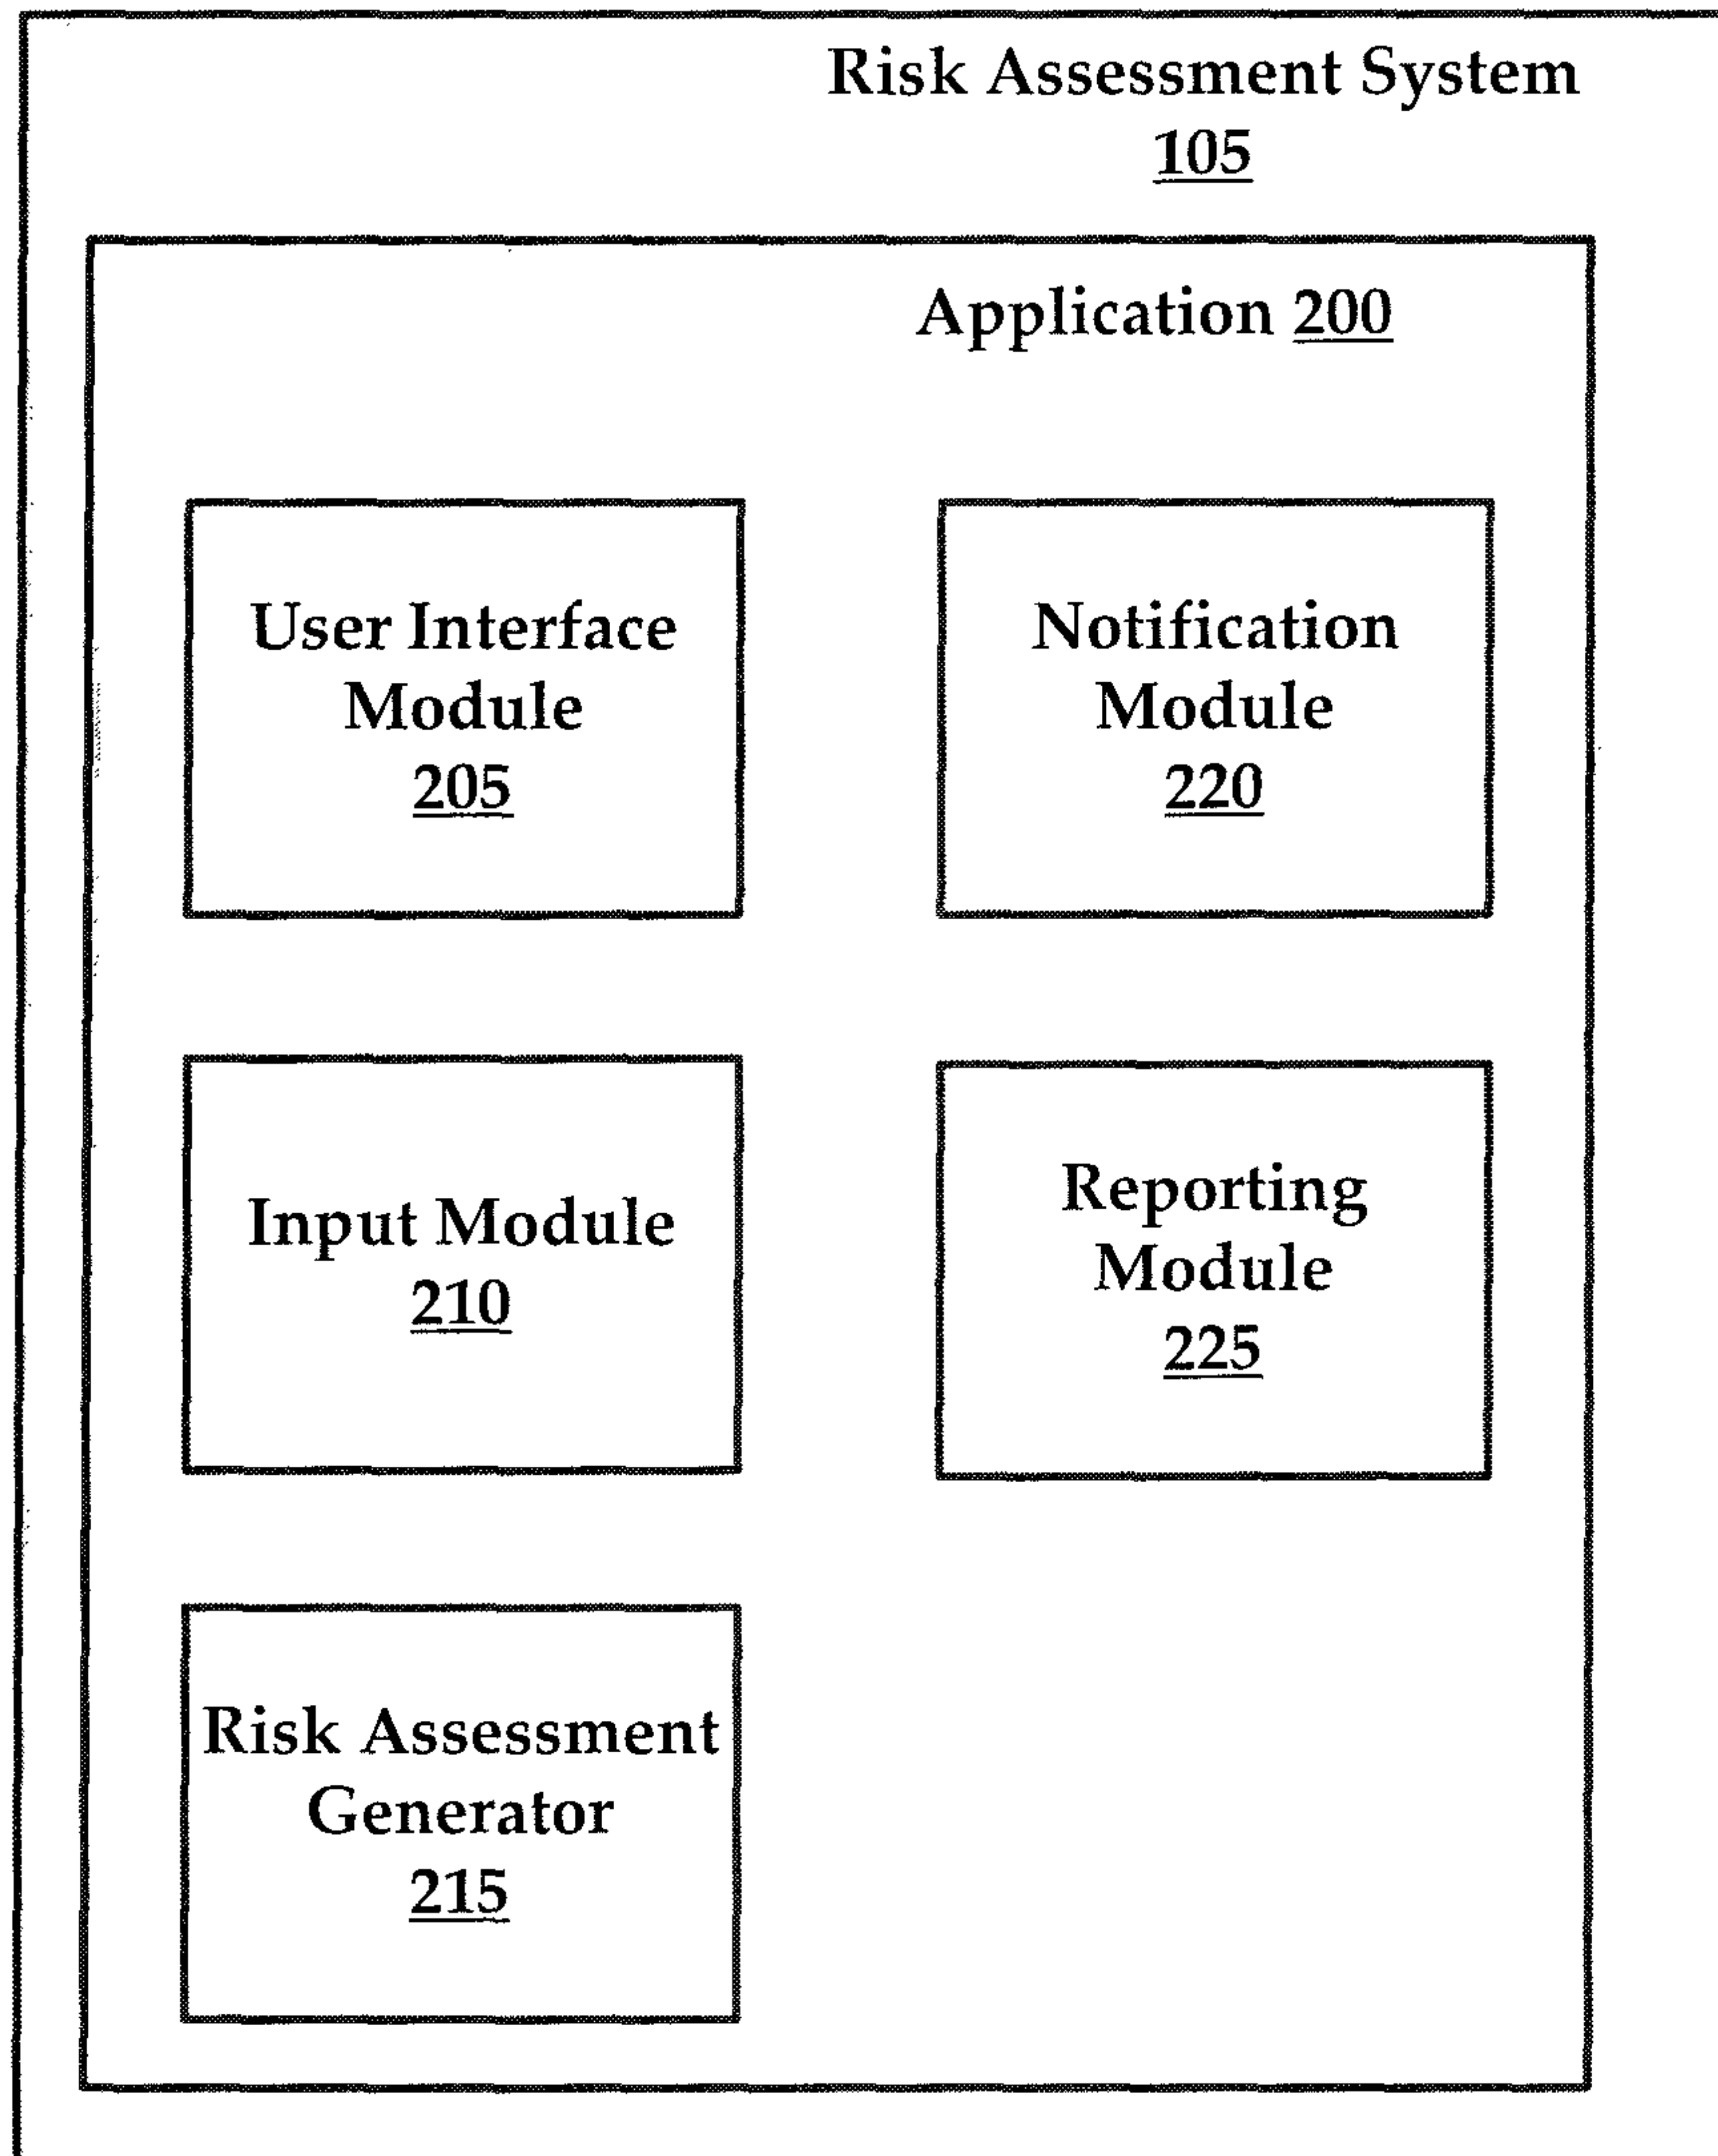 Risk Assessment System
105
Application 200
User Interface
Module
205
Notification
Module
220
Input Module
210
Reporting
Module
225
Risk Assessment
Generator
215